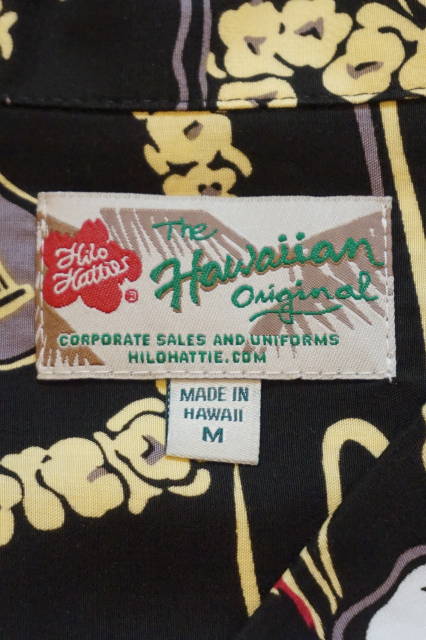 Hilo
Hattie's
®
The
Hawaiian
Original
CORPORATE SALES AND UNIFORMS
HILOHATTIE.COM
MADE IN
HAWAII
M